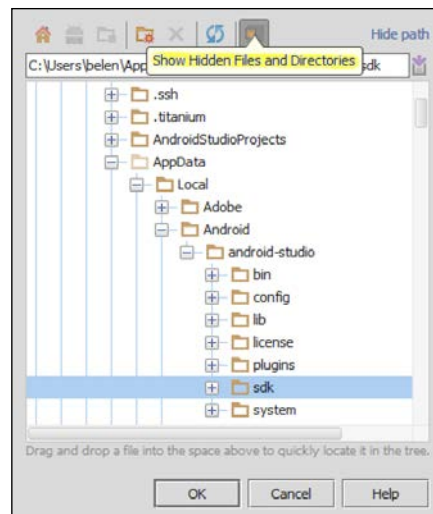 Hide path
C:\Users\belen\App
Show Hidden Files and Directories
sdk
.ssh
.titanium
AndroidStudioProjects
AppData
Local
Adobe
Android
android-studio
bin
config
lib
license
plugins
sdk
system
Drag and drop a file into the space above to quickly locate it in the tree.
OK
Cancel
Help